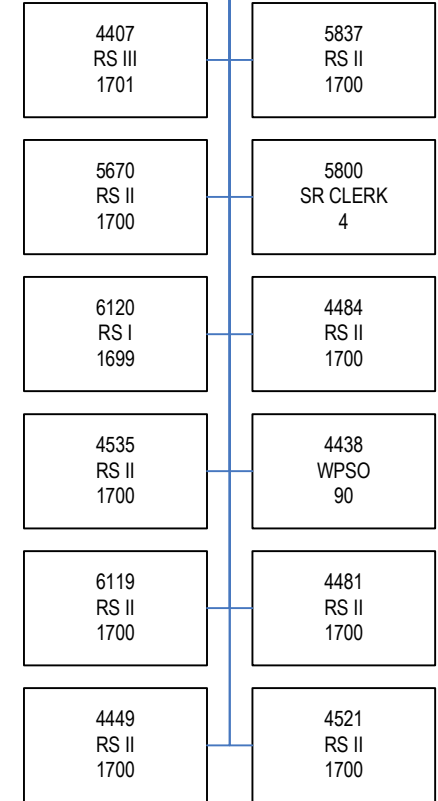 4407
RS III
1701
5837
RS II
1700
5670
RS II
1700
5800
SR CLERK
4
6120
RS I
1699
4484
RS II
1700
4535
RS II
1700
4438
WPSO
90
6119
RS II
1700
4481
RS II
1700
4449
RS II
1700
4521
RS II
1700